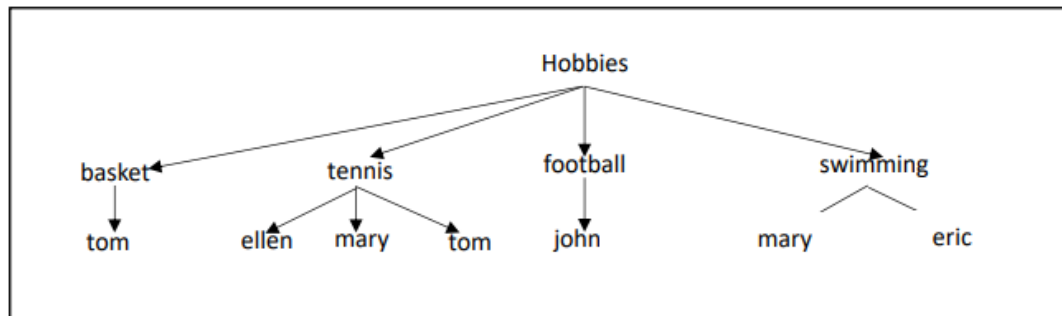 Hobbies
basket tennis football swimming
tom ellen mary tom john mary eric